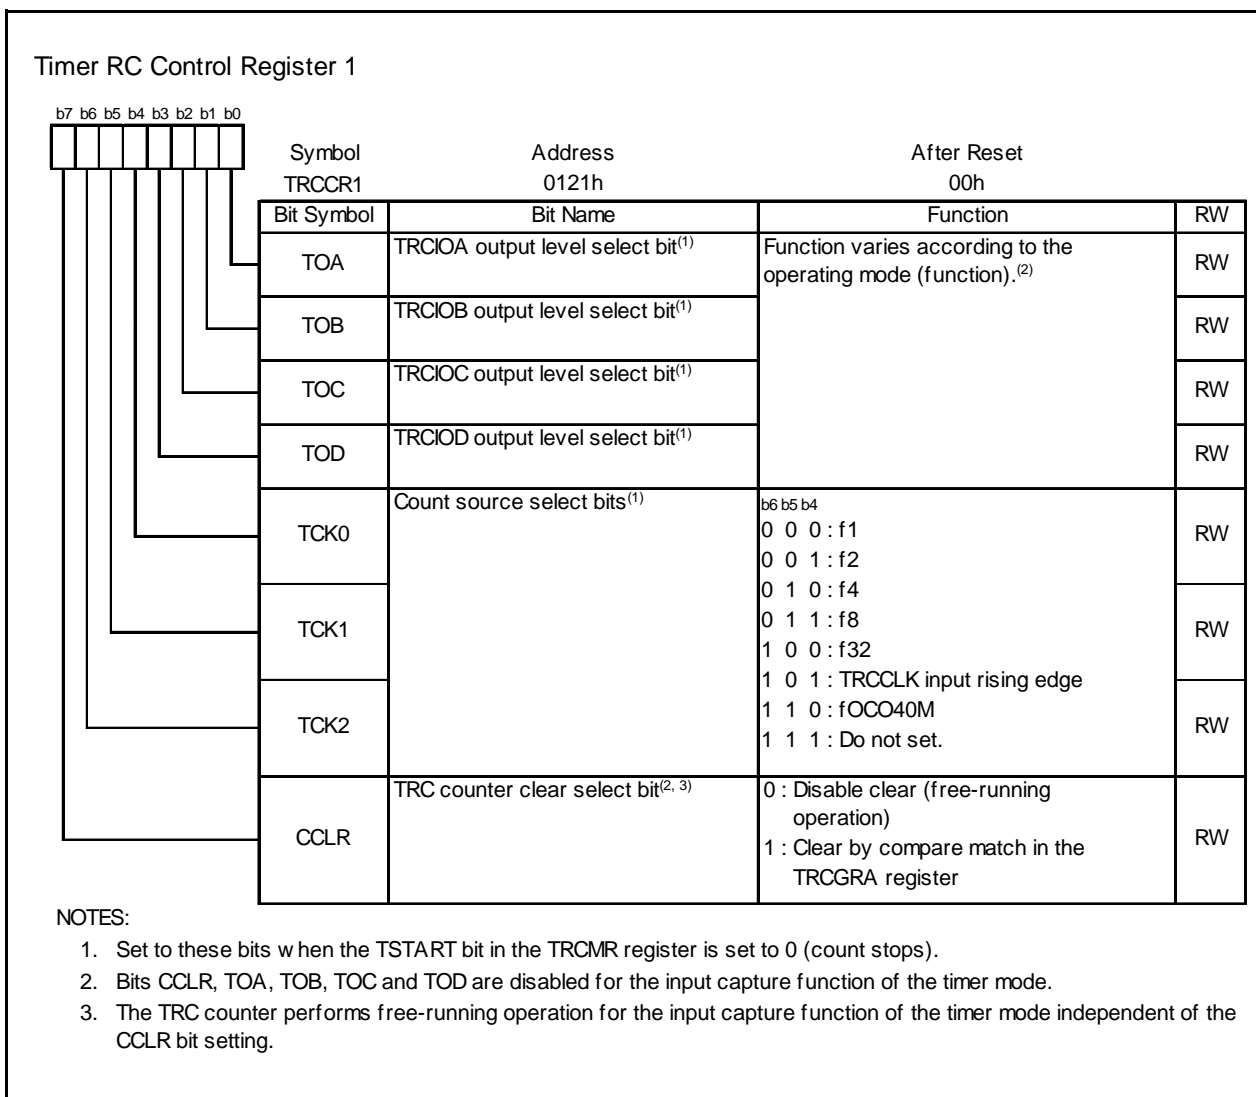 Timer RC Control Register 1
b7 b6 b5 b4 b3 b2 b1 b0
Symbol Address After Reset
TRCCR1 0121h 00h
Bit Symbol Bit Name Function RW
TOA TRCIOA output level select bit(1) Function varies according to the operating mode (function).(2) RW
TOB TRCIOB output level select bit(1) RW
TOC TRCIOC output level select bit(1) RW
TOD TRCIOD output level select bit(1) RW
Count source select bits(1) b6 b5 b4
0 0 0 : f1
TCK0 RW
0 0 1 : f2
0 1 0 : f4
0 1 1 : f8
TCK1 RW
1 0 0 : f32
1 0 1 : TRCCLK input rising edge
1 1 0 : fOCO40M
TCK2 RW
1 1 1 : Do not set.
TRC counter clear select bit(2, 3) 0 : Disable clear (free-running
operation)
CCLR RW
1 : Clear by compare match in the
TRCGRA register
NOTES:
1. Set to these bits when the TSTART bit in the TRCMR register is set to 0 (count stops).
2. Bits CCLR, TOA, TOB, TOC and TOD are disabled for the input capture function of the timer mode.
3. The TRC counter performs free-running operation for the input capture function of the timer mode independent of the
CCLR bit setting.